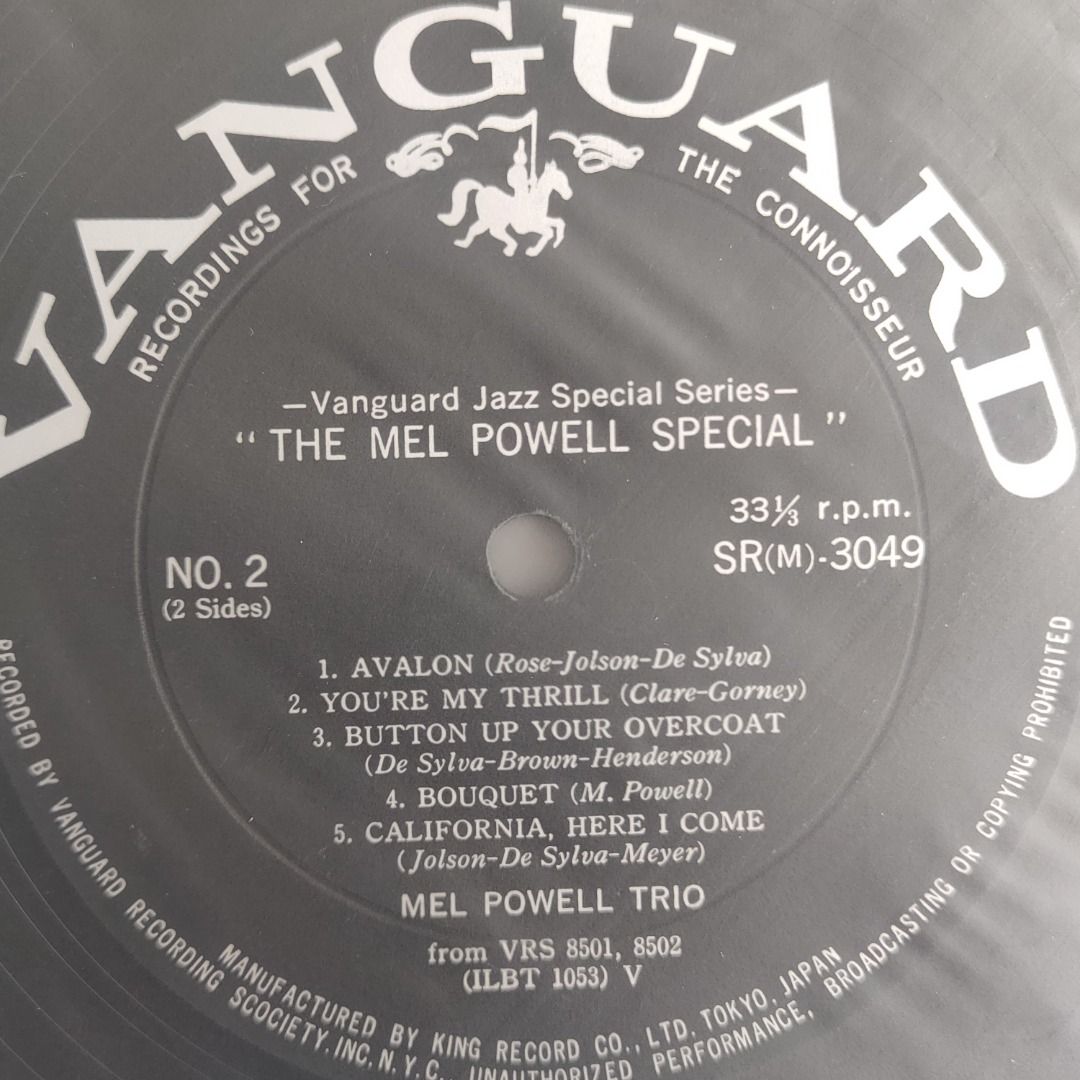 VANGUARD
RECORDINGS FOR THE CONNOISSEUR
—Vanguard Jazz Special Series—
“THE MEL POWELL SPECIAL”
33⅓ r.p.m.
SR(M)-3049
NO. 2
(2 Sides)
1. AVALON (Rose-Jolson-De Sylva)
2. YOU'RE MY THRILL (Clare-Gorney)
3. BUTTON UP YOUR OVERCOAT
(De Sylva-Brown-Henderson)
4. BOUQUET (M. Powell)
5. CALIFORNIA, HERE I COME
(Jolson-De Sylva-Meyer)
MEL POWELL TRIO
from VRS 8501, 8502
(ILBT 1053) V
MANUFACTURED BY KING RECORD CO., LTD. TOKYO, JAPAN
RECORDED BY VANGUARD RECORDING SCOCIETY, INC. N.Y.C., UNAUTHORIZED PERFORMANCE, BROADCASTING OR COPYING PROHIBITED